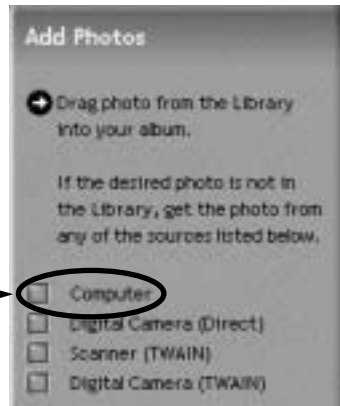 Add Photos
Drag photo from the Library
into your album.
If the desired photo is not in
the Library, get the photo from
any of the sources listed below.
Computer
Digital Camera (Direct)
Scanner (TWAIN)
Digital Camera (TWAIN)